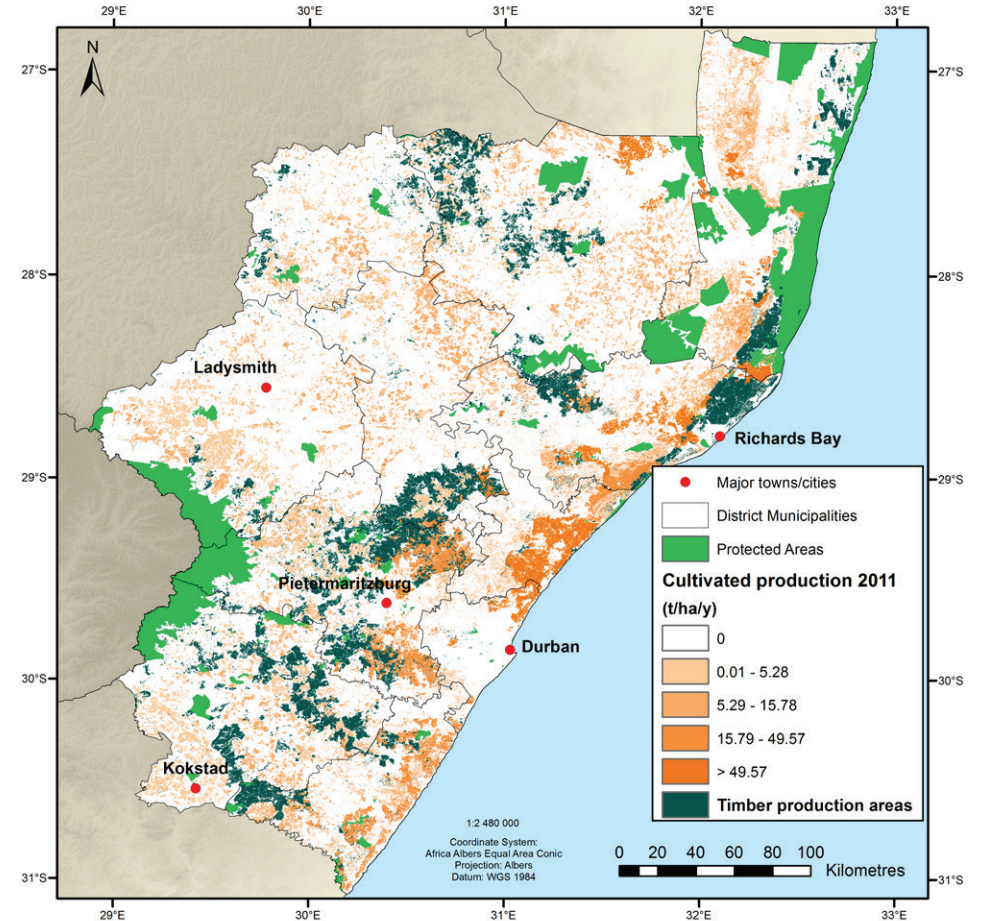 29°E 30°E 31°E 32°E 33°E
N
27°S 27°S
28°S 28°S
Ladysmith
Richards Bay
29°S 29°S
Major towns/cities
District Municipalities
Protected Areas
Cultivated production 2011
(t/ha/y)
0
0.01 - 5.28
5.29 - 15.78
15.79 - 49.57
> 49.57
Timber production areas
Pietermaritzburg
Durban
30°S 30°S
Kokstad
1:2 480 000
Coordinate System:
Africa Albers Equal Area Conic
Projection: Albers
Datum: WGS 1984
0 20 40 60 80 100
Kilometres
31°S 31°S
29°E 30°E 31°E 32°E 33°E